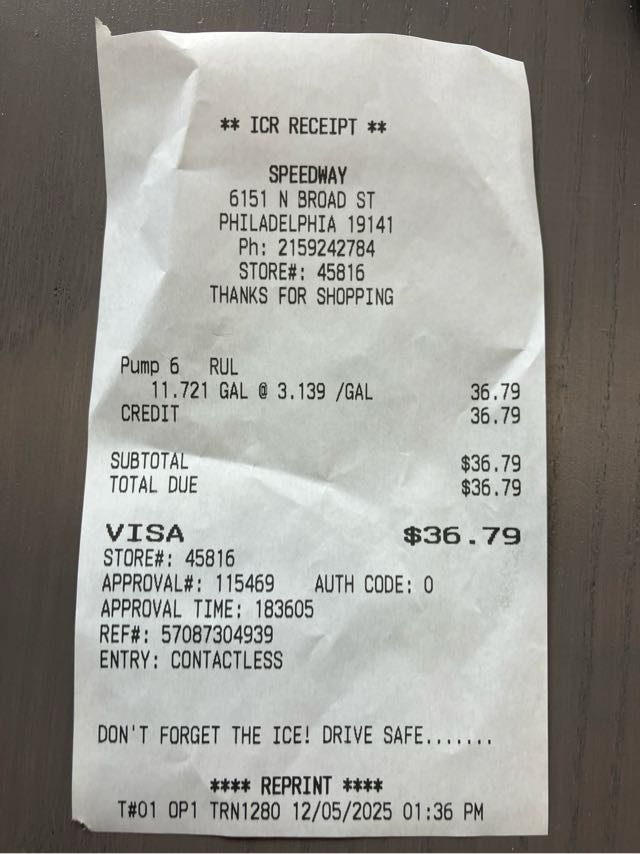 ** ICR RECEIPT **
SPEEDWAY
6151 N BROAD ST
PHILADELPHIA 19141
Ph: 2159242784
STORE#: 45816
THANKS FOR SHOPPING
Pump 6 RUL
11.721 GAL @ 3.139 /GAL 36.79
CREDIT 36.79
SUBTOTAL $36.79
TOTAL DUE $36.79
VISA $36.79
STORE#: 45816
APPROVAL#: 115469 AUTH CODE: 0
APPROVAL TIME: 183605
REF#: 57087304939
ENTRY: CONTACTLESS
DON'T FORGET THE ICE! DRIVE SAFE.......
**** REPRINT ****
T#01 OP1 TRN1280 12/05/2025 01:36 PM